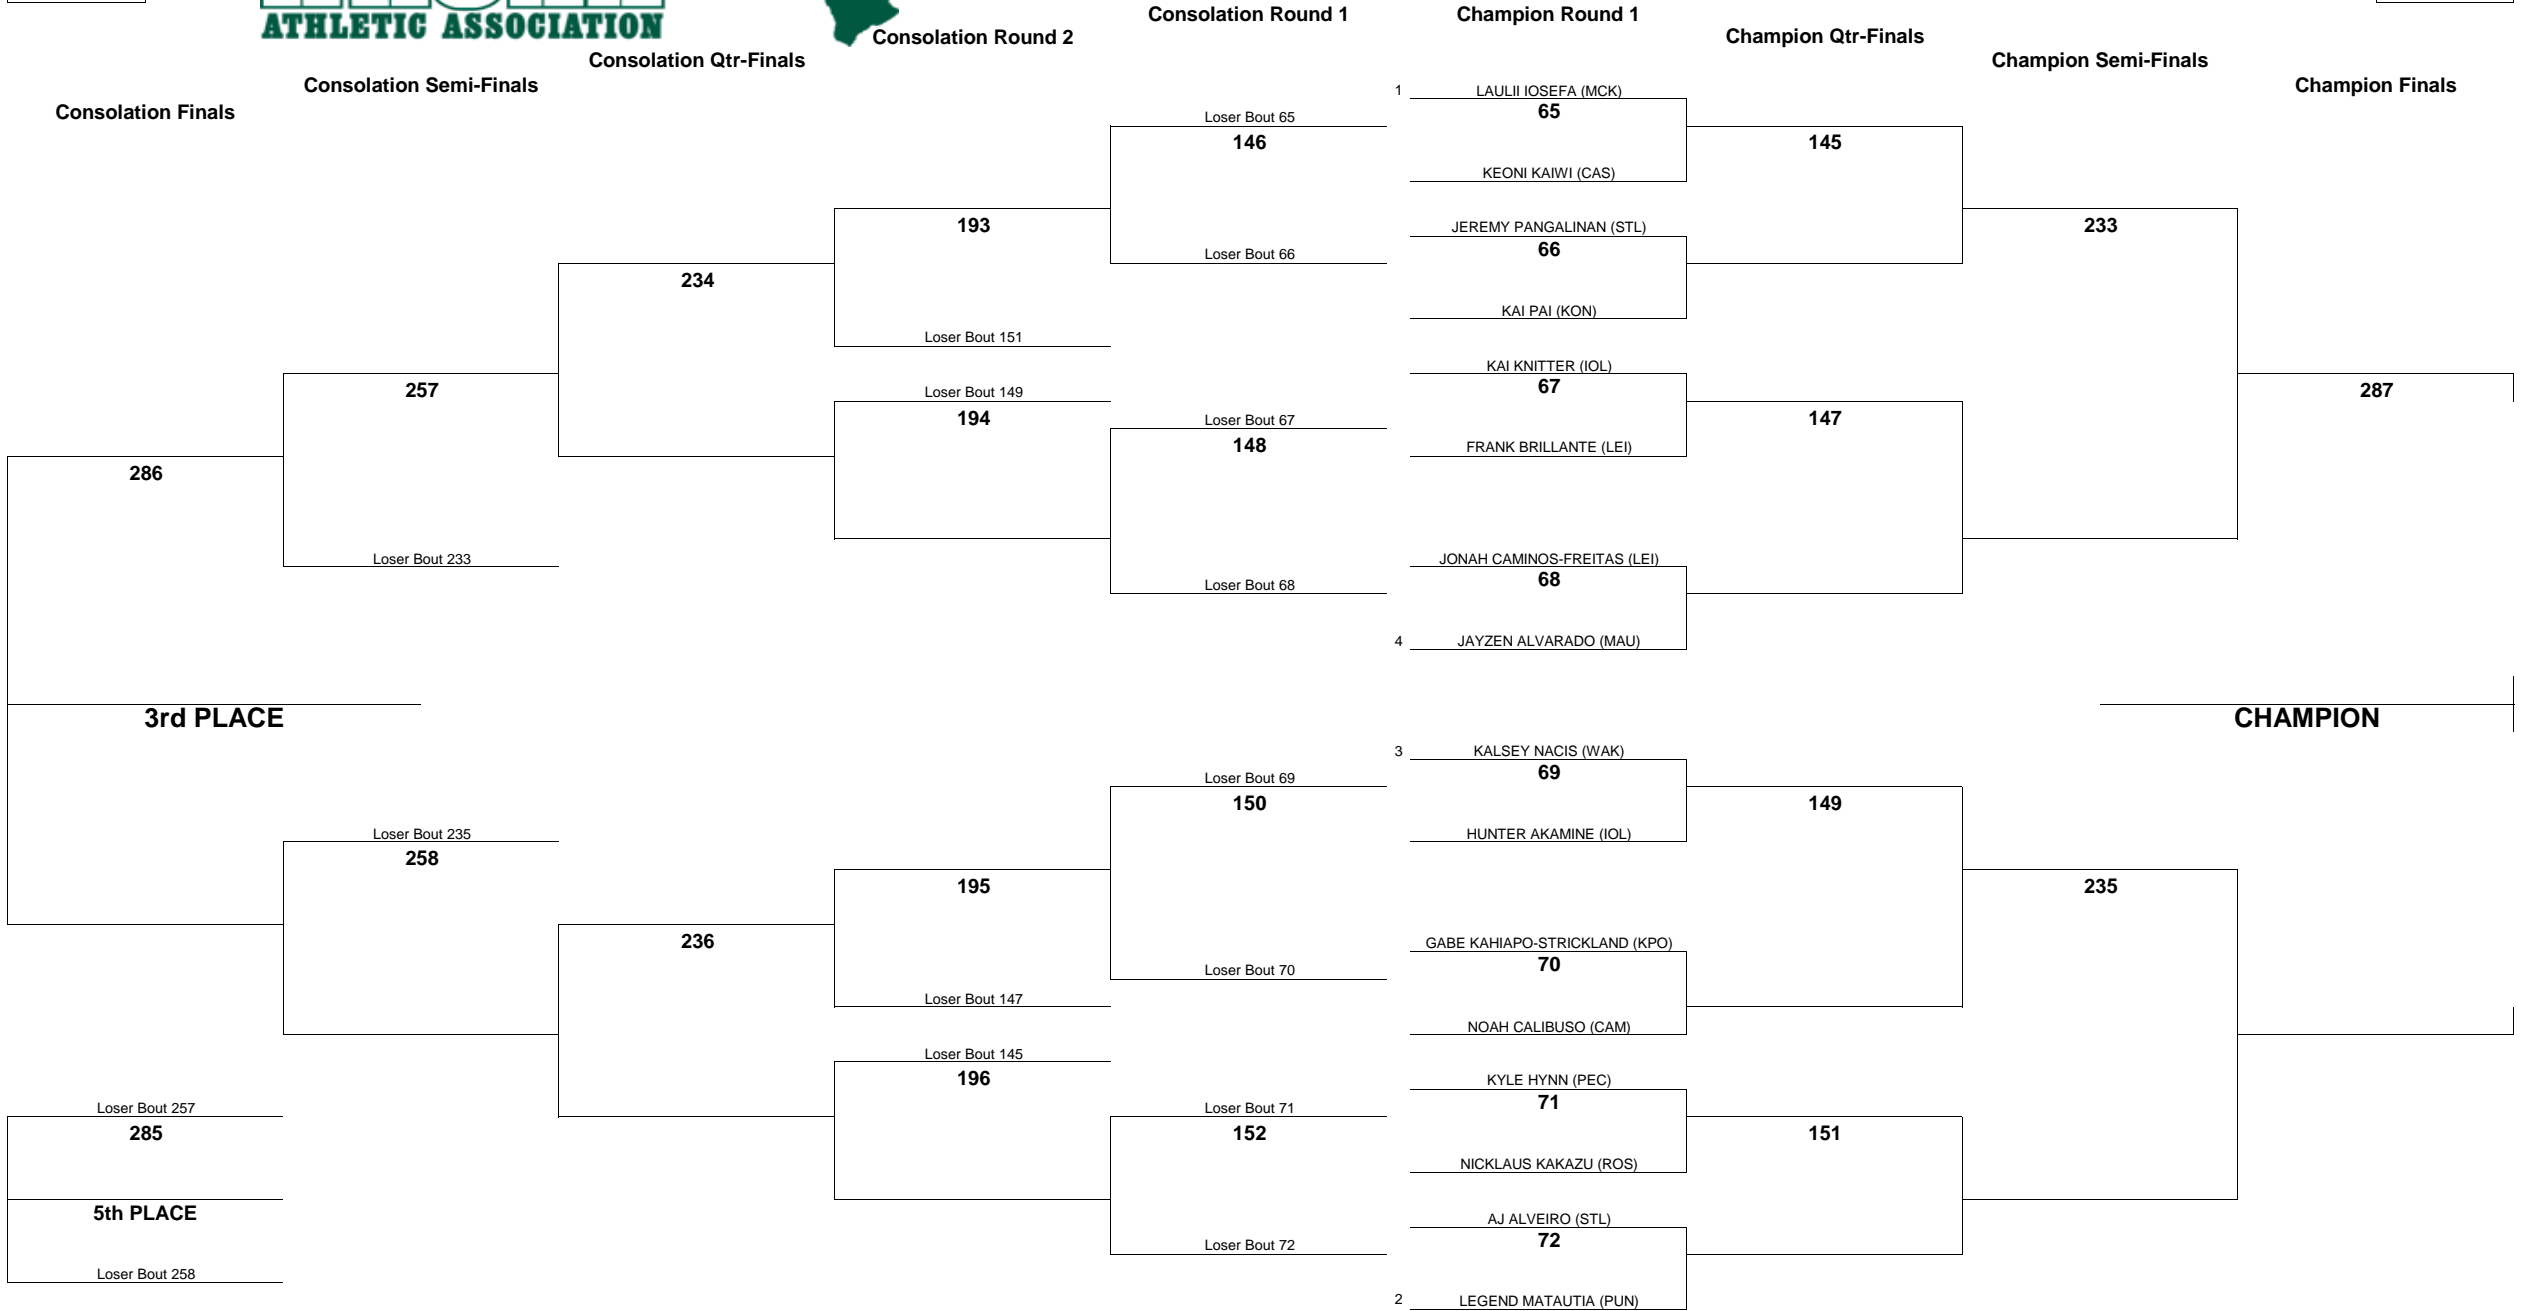 ATHLETIC ASSOCIATION
Consolation Finals
Consolation Semi-Finals
Consolation Qtr-Finals
Consolation Round 2
Consolation Round 1
Champion Round 1
Champion Qtr-Finals
Champion Semi-Finals
Champion Finals
286
3rd PLACE
Loser Bout 257
285
5th PLACE
Loser Bout 258
257
Loser Bout 233
Loser Bout 235
258
234
236
193
Loser Bout 151
Loser Bout 149
194
195
Loser Bout 147
Loser Bout 145
196
Loser Bout 65
146
Loser Bout 66
Loser Bout 67
148
Loser Bout 68
Loser Bout 69
150
Loser Bout 70
Loser Bout 71
152
Loser Bout 72
1 LAULII IOSEFA (MCK)
65
KEONI KAIWI (CAS)
JEREMY PANGALINAN (STL)
66
KAI PAI (KON)
KAI KNITTER (IOL)
67
FRANK BRILLANTE (LEI)
JONAH CAMINOS-FREITAS (LEI)
68
4 JAYZEN ALVARADO (MAU)
3 KALSEY NACIS (WAK)
69
HUNTER AKAMINE (IOL)
GABE KAHIAPO-STRICKLAND (KPO)
70
NOAH CALIBUSO (CAM)
KYLE HYNN (PEC)
71
NICKLAUS KAKAZU (ROS)
AJ ALVEIRO (STL)
72
2 LEGEND MATAUTIA (PUN)
145
147
149
151
233
235
287
CHAMPION